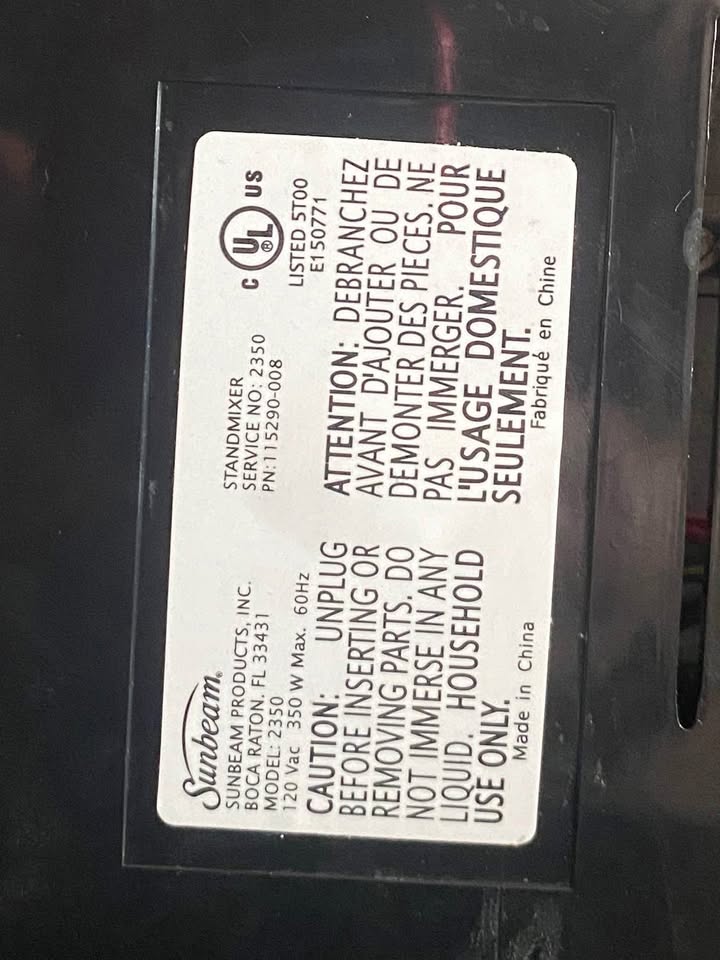 Sunbeam®
SUNBEAM PRODUCTS, INC.
BOCA RATON. FL 33431
MODEL: 2350
120 Vac 350 W Max. 60Hz
CAUTION: UNPLUG
BEFORE INSERTING OR
REMOVING PARTS. DO
NOT IMMERSE IN ANY
LIQUID. HOUSEHOLD
USE ONLY.
Made in China
STANDMIXER
SERVICE NO: 2350
PN:115290-008
C UL® US
LISTED 5T00
E150771
ATTENTION: DEBRANCHEZ
AVANT D'AJOUTER OU DE
DEMONTER DES PIECES. NE
PAS IMMERGER. POUR
L'USAGE DOMESTIQUE
SEULEMENT.
Fabriqué en Chine